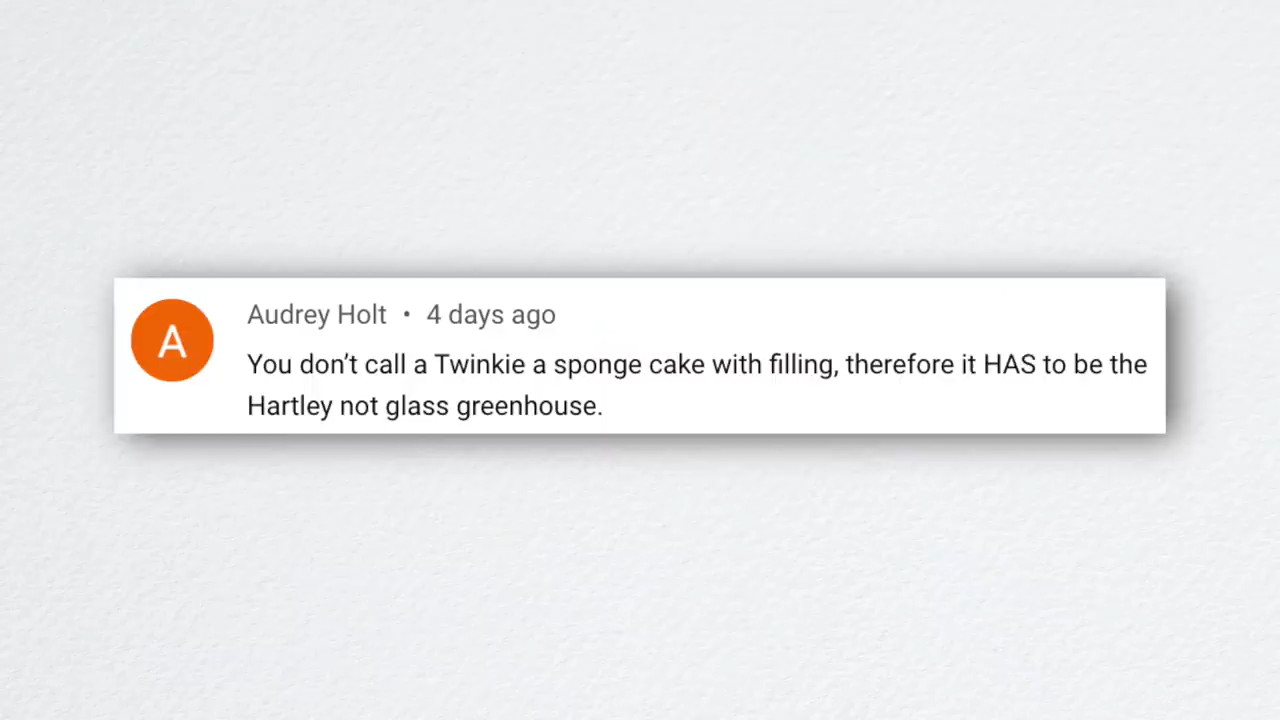 A
Audrey Holt • 4 days ago
You don’t call a Twinkie a sponge cake with filling, therefore it HAS to be the
Hartley not glass greenhouse.